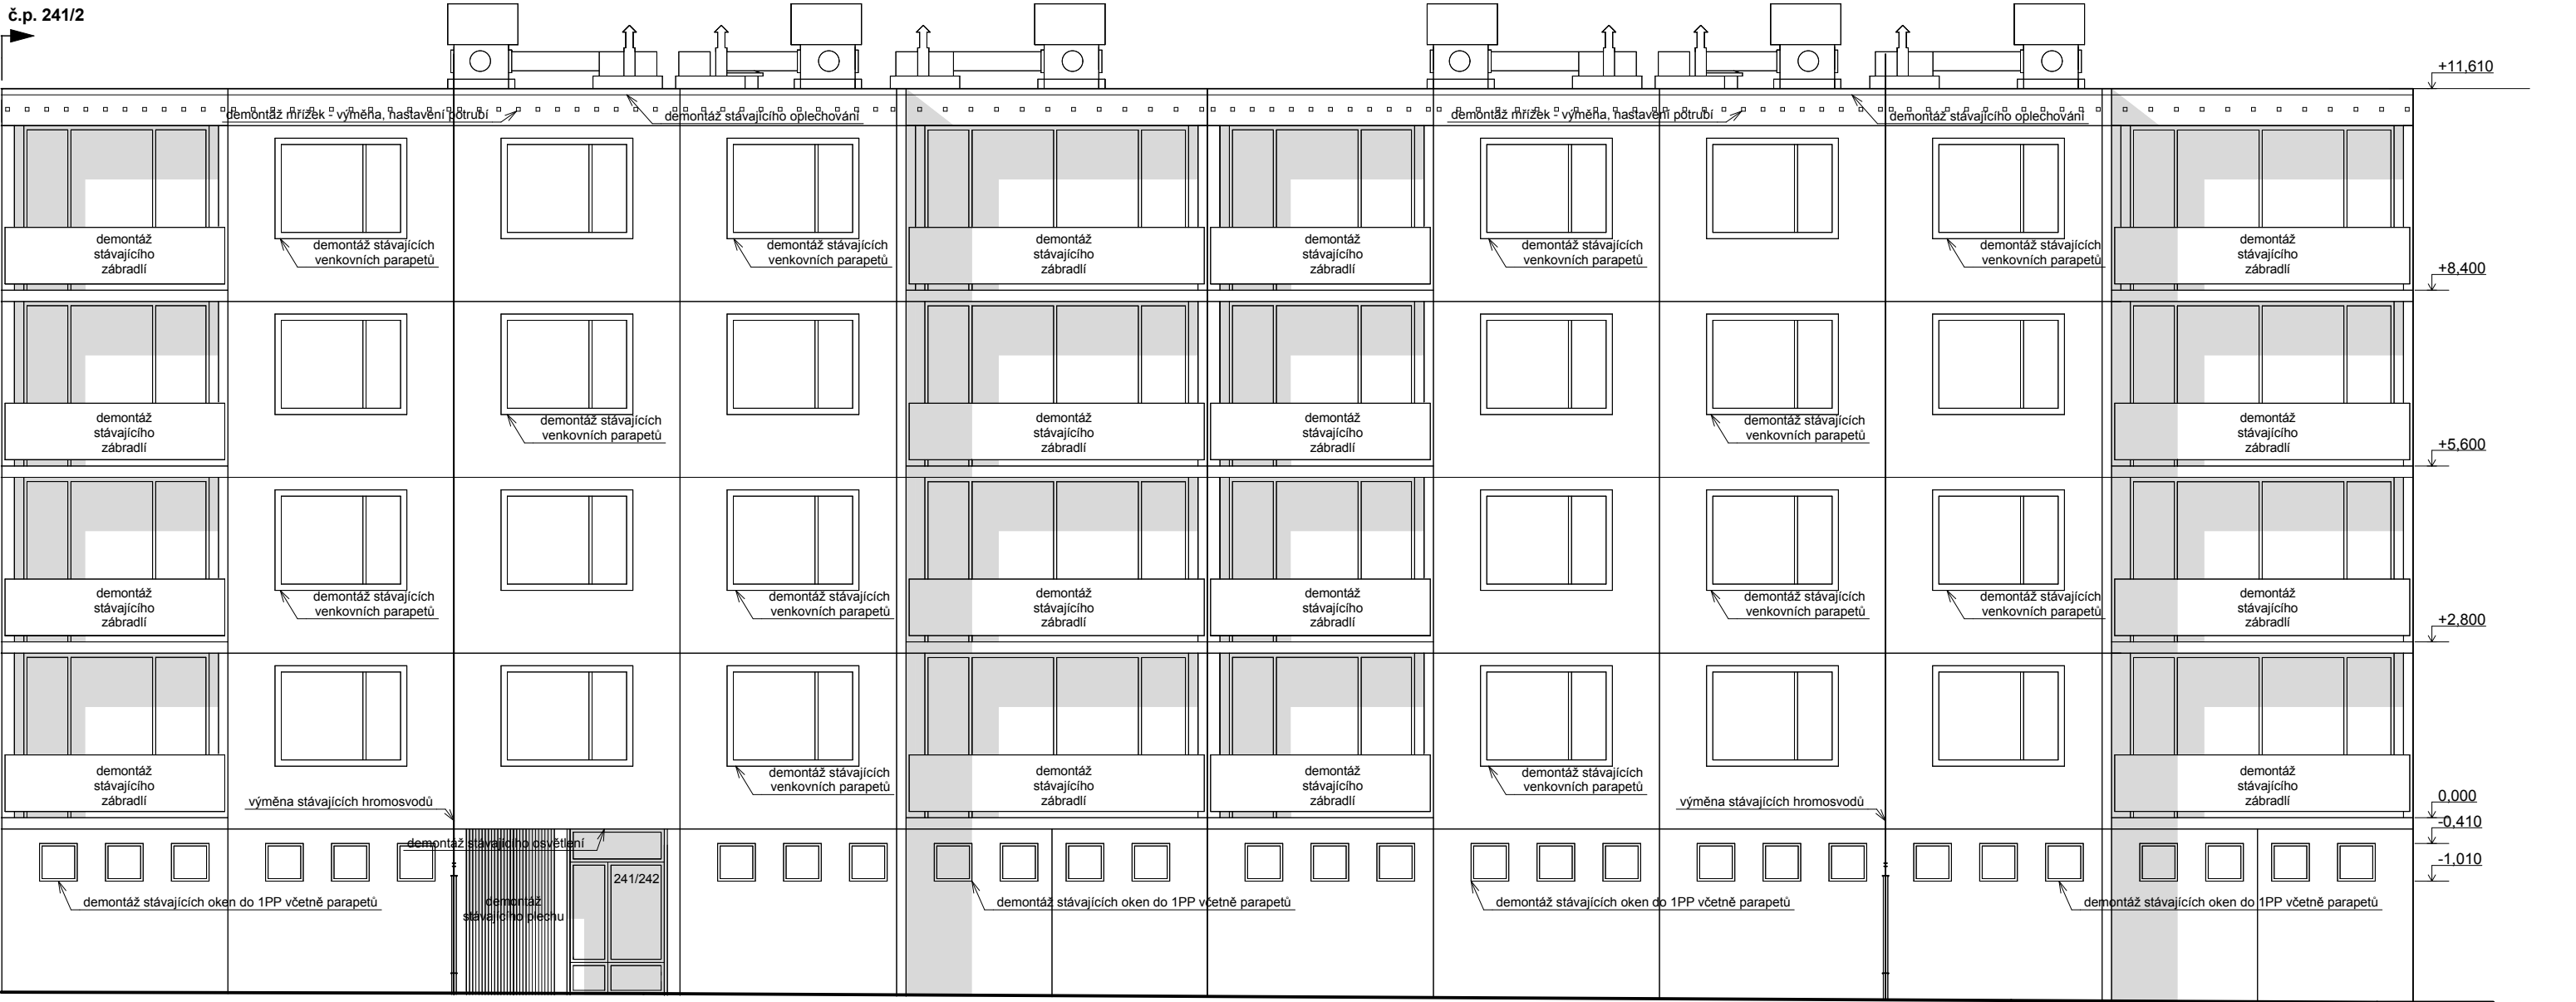 č.p. 241/2
+11,610
demontáž mřížek - výměna, nastavení potrubí
demontáž stávajícího oplechování
demontáž mřížek - výměna, nastavení potrubí
demontáž stávajícího oplechování
demontáž
stávajícího
zábradlí
demontáž stávajících
venkovních parapetů
demontáž stávajících
venkovních parapetů
demontáž
stávajícího
zábradlí
demontáž
stávajícího
zábradlí
demontáž stávajících
venkovních parapetů
demontáž stávajících
venkovních parapetů
demontáž
stávajícího
zábradlí
+8,400
demontáž
stávajícího
zábradlí
demontáž stávajících
venkovních parapetů
demontáž
stávajícího
zábradlí
demontáž
stávajícího
zábradlí
demontáž stávajících
venkovních parapetů
demontáž
stávajícího
zábradlí
+5,600
demontáž
stávajícího
zábradlí
demontáž stávajících
venkovních parapetů
demontáž stávajících
venkovních parapetů
demontáž
stávajícího
zábradlí
demontáž
stávajícího
zábradlí
demontáž stávajících
venkovních parapetů
demontáž stávajících
venkovních parapetů
demontáž
stávajícího
zábradlí
+2,800
demontáž
stávajícího
zábradlí
demontáž stávajících
venkovních parapetů
demontáž
stávajícího
zábradlí
demontáž
stávajícího
zábradlí
demontáž stávajících
venkovních parapetů
demontáž
stávajícího
zábradlí
výměna stávajících hromosvodů
výměna stávajících hromosvodů
0,000
-0,410
demontáž stávajícího osvětlení
-1,010
241/242
demontáž stávajících oken do 1PP včetně parapetů
demontáž
stávajícího plechu
demontáž stávajících oken do 1PP včetně parapetů
demontáž stávajících oken do 1PP včetně parapetů
demontáž stávajících oken do 1PP včetně parapetů